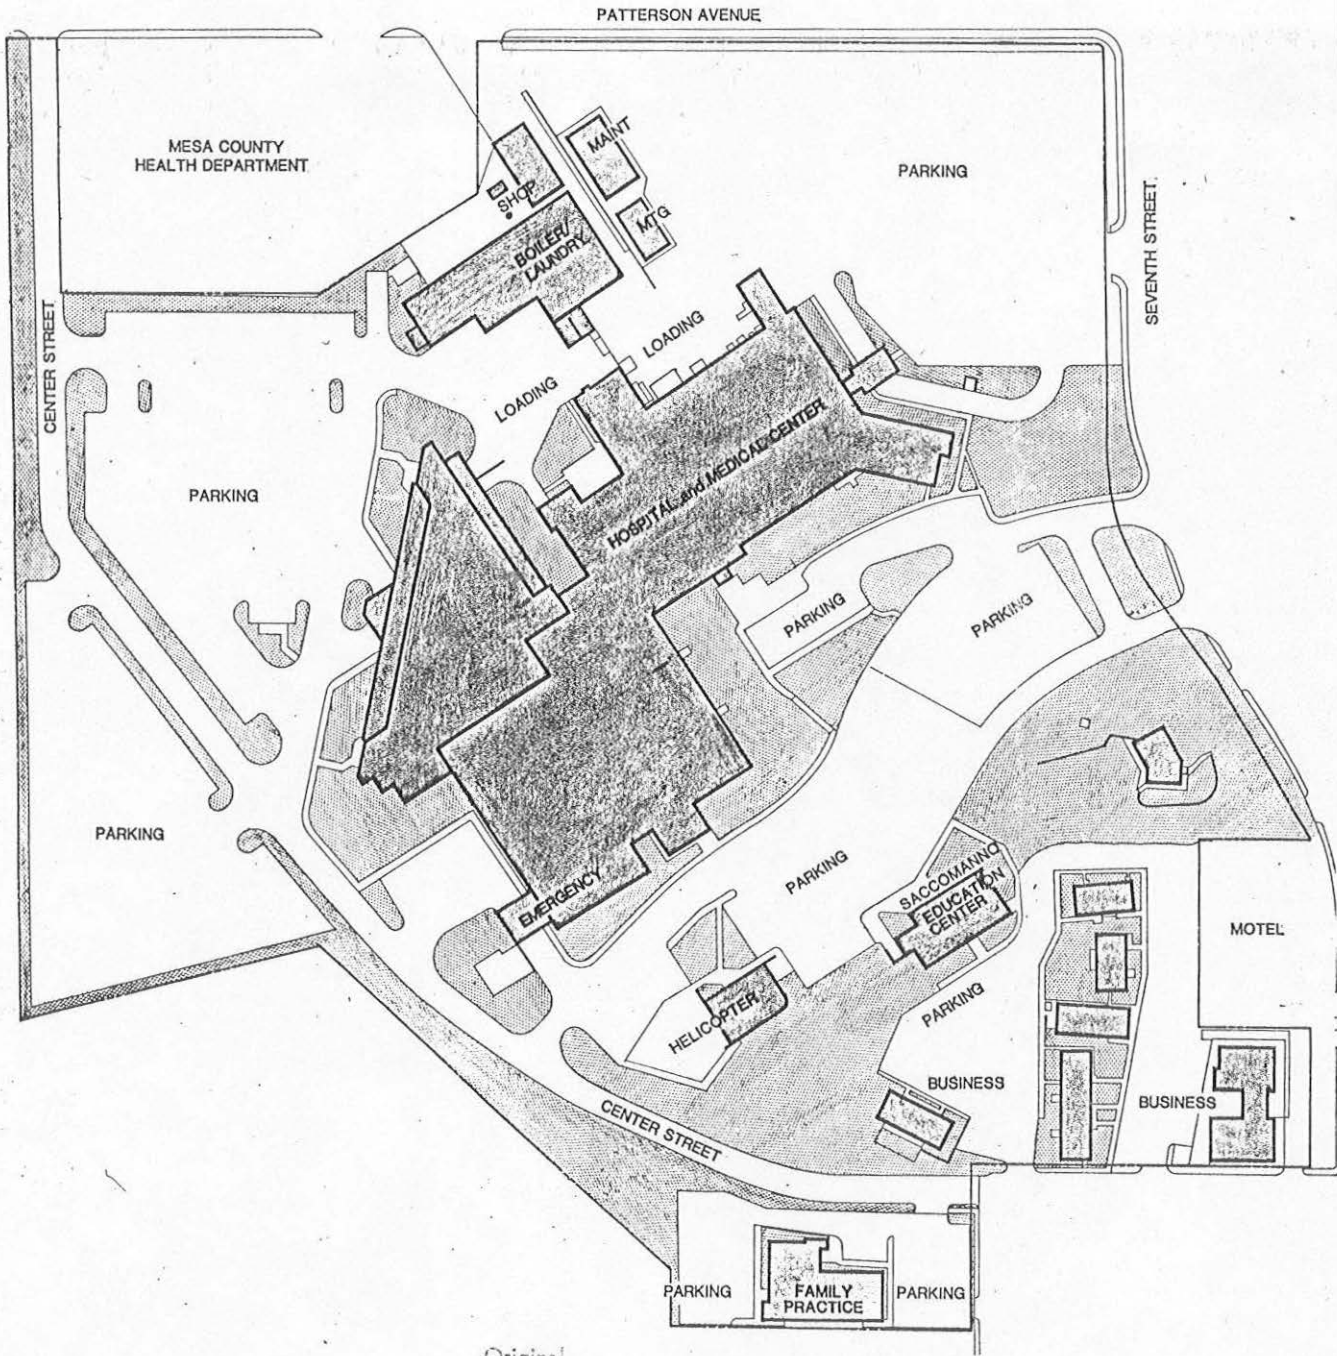 PATTERSON AVENUE
MESA COUNTY
HEALTH DEPARTMENT
MAINT
PARKING
SHOP
MTG
SEVENTH STREET
BOILER/
LAUNDRY
CENTER STREET
LOADING
LOADING
HOSPITAL and MEDICAL CENTER
PARKING
PARKING
PARKING
PARKING
PARKING
SACCOMANNO
EDUCATION
CENTER
EMERGENCY
MOTEL
PARKING
HELICOPTER
BUSINESS
BUSINESS
CENTER STREET
PARKING
FAMILY
PRACTICE
PARKING
Original